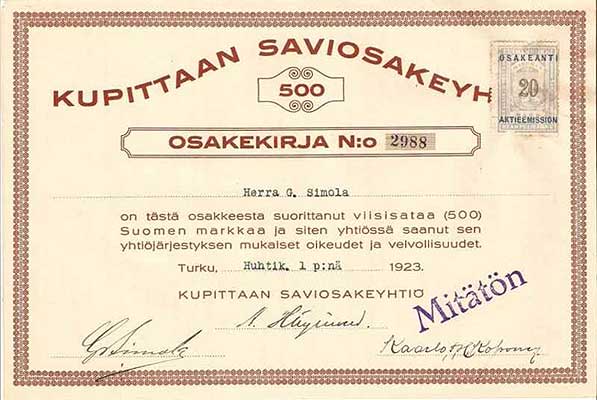 KUPITTAAN SAVIOSAKEYH
500
OSAKEANTI
20
AKTIEEMISSION
OSAKEKIRJA N:o 2988
Herra G. Simola
on tästä osakkeesta suorittanut viisisataa (500)
Suomen markkaa ja siten yhtiössä saanut sen
yhtiöjärjestyksen mukaiset oikeudet ja velvollisuudet.
Turku, Huhtik. 1 p:nä 1923.
KUPITTAAN SAVIOSAKEYHTIÖ
Mitätön
G Simola